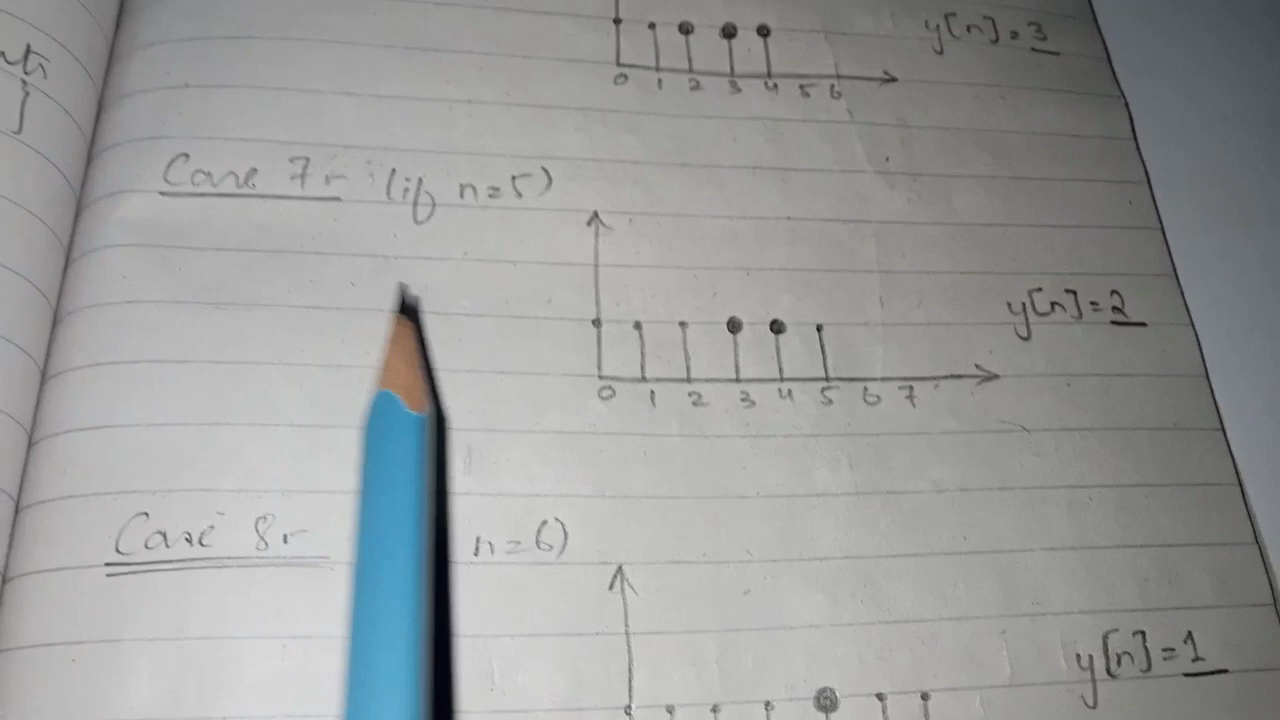 y[n]=3
0 1 2 3 4 5 6
Case 7:- (if n=5)
y[n]=2
0 1 2 3 4 5 6 7
Case 8:- n=6)
y[n]=1